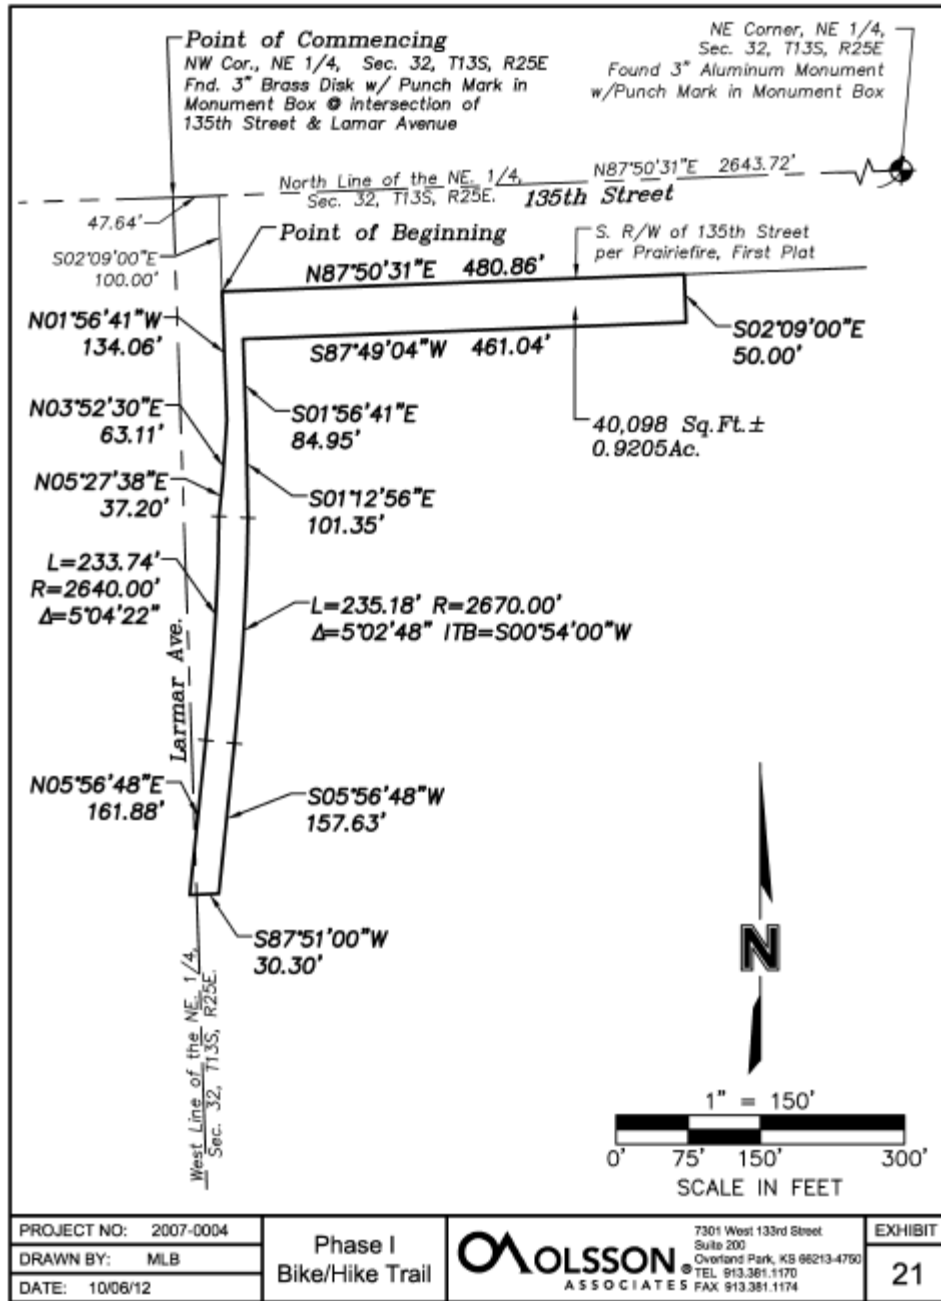 Point of Commencing
NW Cor., NE 1/4, Sec. 32, T13S, R25E
Fnd. 3" Brass Disk w/ Punch Mark in
Monument Box @ intersection of
135th Street & Lamar Avenue
NE Corner, NE 1/4,
Sec. 32, T13S, R25E
Found 3" Aluminum Monument
w/Punch Mark in Monument Box
North Line of the NE. 1/4,
Sec. 32, T13S, R25E.
N87°50'31"E 2643.72'
135th Street
47.64'
S02°09'00"E
100.00'
Point of Beginning
S. R/W of 135th Street
per Prairiefire, First Plat
N87°50'31"E 480.86'
N01°56'41"W
134.06'
S02°09'00"E
50.00'
S87°49'04"W 461.04'
N03°52'30"E
63.11'
S01°56'41"E
84.95'
40,098 Sq.Ft.±
0.9205Ac.
N05°27'38"E
37.20'
S01°12'56"E
101.35'
L=233.74'
R=2640.00'
Δ=5°04'22"
L=235.18' R=2670.00'
Δ=5°02'48" ITB=S00°54'00"W
Larmar Ave.
N05°56'48"E
161.88'
S05°56'48"W
157.63'
S87°51'00"W
30.30'
West Line of the NE. 1/4,
Sec. 32, T13S, R25E.
N
1" = 150'
0' 75' 150' 300'
SCALE IN FEET
PROJECT NO: 2007-0004
DRAWN BY: MLB
DATE: 10/06/12
Phase I
Bike/Hike Trail
OLSSON ®
ASSOCIATES
7301 West 133rd Street
Suite 200
Overland Park, KS 66213-4750
TEL 913.381.1170
FAX 913.381.1174
EXHIBIT
21